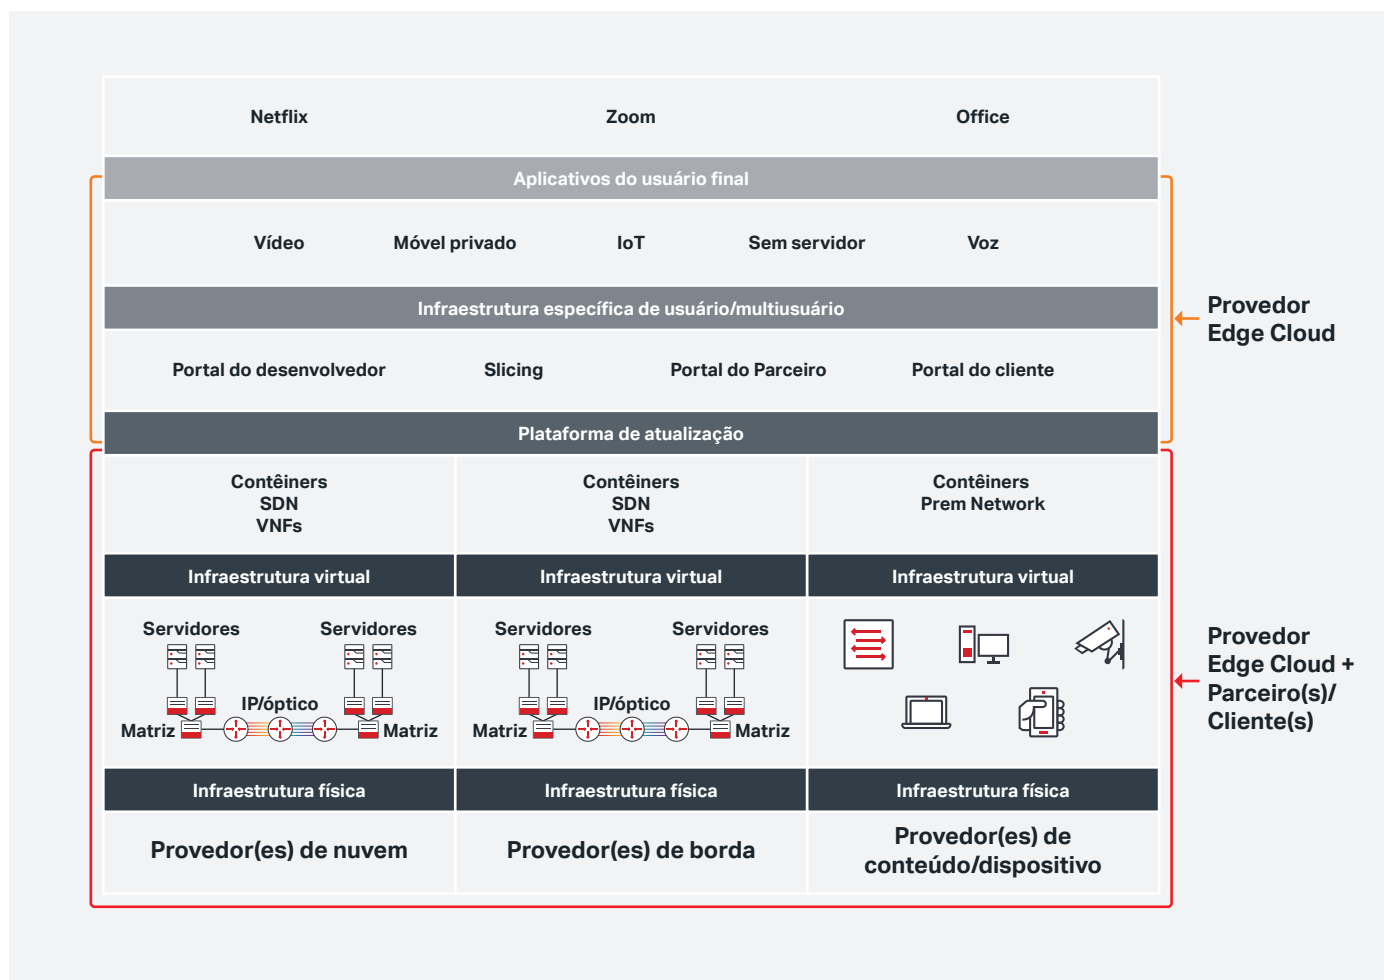 Netflix
Zoom
Office
Aplicativos do usuário final
Vídeo
Móvel privado
IoT
Sem servidor
Voz
Infraestrutura específica de usuário/multiusuário
Portal do desenvolvedor
Slicing
Portal do Parceiro
Portal do cliente
Plataforma de atualização
Provedor
Edge Cloud
Contêiners
SDN
VNFs
Contêiners
SDN
VNFs
Contêiners
Prem Network
Infraestrutura virtual
Infraestrutura virtual
Infraestrutura virtual
Servidores
Servidores
IP/óptico
Matriz
Matriz
Servidores
Servidores
IP/óptico
Matriz
Matriz
Provedor
Edge Cloud +
Parceiro(s)/
Cliente(s)
Infraestrutura física
Infraestrutura física
Infraestrutura física
Provedor(es) de nuvem
Provedor(es) de borda
Provedor(es) de
conteúdo/dispositivo